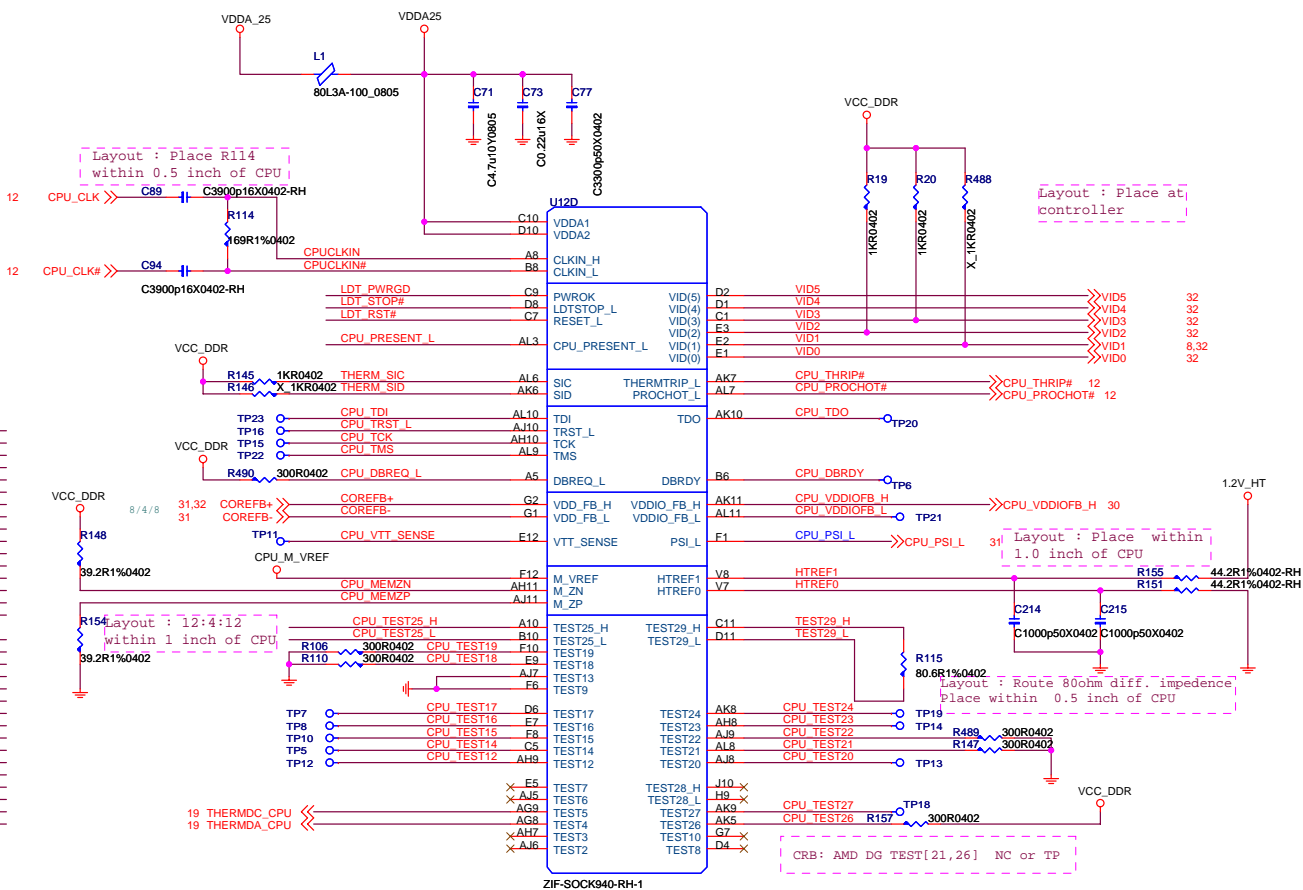 VDDA_25
VDDA25
L1
80L3A-100_0805
C71
C4.7u10Y0805
C73
C0.22u16X
C77
C3300p50X0402
VCC_DDR
R19
1KR0402
R20
1KR0402
R488
X_1KR0402
Layout : Place at
controller
Layout : Place R114
within 0.5 inch of CPU
12 CPU_CLK
C89
C3900p16X0402-RH
R114
169R1%0402
12 CPU_CLK#
C94
C3900p16X0402-RH
CPUCLKIN
CPUCLKIN#
U12D
C10 VDDA1
D10 VDDA2
A8 CLKIN_H
B8 CLKIN_L
LDT_PWRGD C9 PWROK
LDT_STOP# D8 LDTSTOP_L
LDT_RST# C7 RESET_L
CPU_PRESENT_L AL3 CPU_PRESENT_L
VID(5) D2 VID5 VID5 32
VID(4) D1 VID4 VID4 32
VID(3) C1 VID3 VID3 32
VID(2) E3 VID2 VID2 32
VID(1) E2 VID1 VID1 8,32
VID(0) E1 VID0 VID0 32
VCC_DDR
R145 1KR0402 THERM_SIC AL6 SIC
R146 X_1KR0402 THERM_SID AK6 SID
THERMTRIP_L AK7 CPU_THRIP# CPU_THRIP# 12
PROCHOT_L AL7 CPU_PROCHOT# CPU_PROCHOT# 12
TP23 CPU_TDI AL10 TDI
TP16 CPU_TRST_L AJ10 TRST_L
TP15 CPU_TCK AH10 TCK
TP22 CPU_TMS AL9 TMS
TDO AK10 CPU_TDO TP20
VCC_DDR
R490 300R0402 CPU_DBREQ_L A5 DBREQ_L
DBRDY B6 CPU_DBRDY TP6
VCC_DDR
8/4/8
31,32 COREFB+ COREFB+ G2 VDD_FB_H
31 COREFB- COREFB- G1 VDD_FB_L
VDDIO_FB_H AK11 CPU_VDDIOFB_H CPU_VDDIOFB_H 30
VDDIO_FB_L AL11 CPU_VDDIOFB_L TP21
TP11 CPU_VTT_SENSE E12 VTT_SENSE
PSI_L F1 CPU_PSI_L CPU_PSI_L 31
1.2V_HT
Layout : Place within
1.0 inch of CPU
R148
39.2R1%0402
CPU_M_VREF
F12 M_VREF
CPU_MEMZN AH11 M_ZN
CPU_MEMZP AJ11 M_ZP
HTREF1 V8 HTREF1 R155 44.2R1%0402-RH
HTREF0 V7 HTREF0 R151 44.2R1%0402-RH
C214
C1000p50X0402
C215
C1000p50X0402
R154
39.2R1%0402
Layout : 12:4:12
within 1 inch of CPU
CPU_TEST25_H A10 TEST25_H
CPU_TEST25_L B10 TEST25_L
R106 300R0402 CPU_TEST19 F10 TEST19
R110 300R0402 CPU_TEST18 E9 TEST18
AJ7 TEST13
F6 TEST9
TEST29_H C11 TEST29_H
TEST29_L D11 TEST29_L
R115
80.6R1%0402
Layout : Route 80ohm diff. impedence
Place within 0.5 inch of CPU
TP7 CPU_TEST17 D6 TEST17
TP8 CPU_TEST16 E7 TEST16
TP10 CPU_TEST15 F8 TEST15
TP5 CPU_TEST14 C5 TEST14
TP12 CPU_TEST12 AH9 TEST12
TEST24 AK8 CPU_TEST24 TP19
TEST23 AH8 CPU_TEST23 TP14
TEST22 AJ9 CPU_TEST22 R489 300R0402
TEST21 AL8 CPU_TEST21 R147 300R0402
TEST20 AJ8 CPU_TEST20 TP13
E5 TEST7
AJ5 TEST6
19 THERMDC_CPU AG9 TEST5
19 THERMDA_CPU AG8 TEST4
AH7 TEST3
AJ6 TEST2
TEST28_H J10
TEST28_L H9
TEST27 AK9 CPU_TEST27 TP18
TEST26 AK5 CPU_TEST26 R157 300R0402
VCC_DDR
TEST10 G7
TEST8 D4
CRB: AMD DG TEST[21,26] NC or TP
ZIF-SOCK940-RH-1